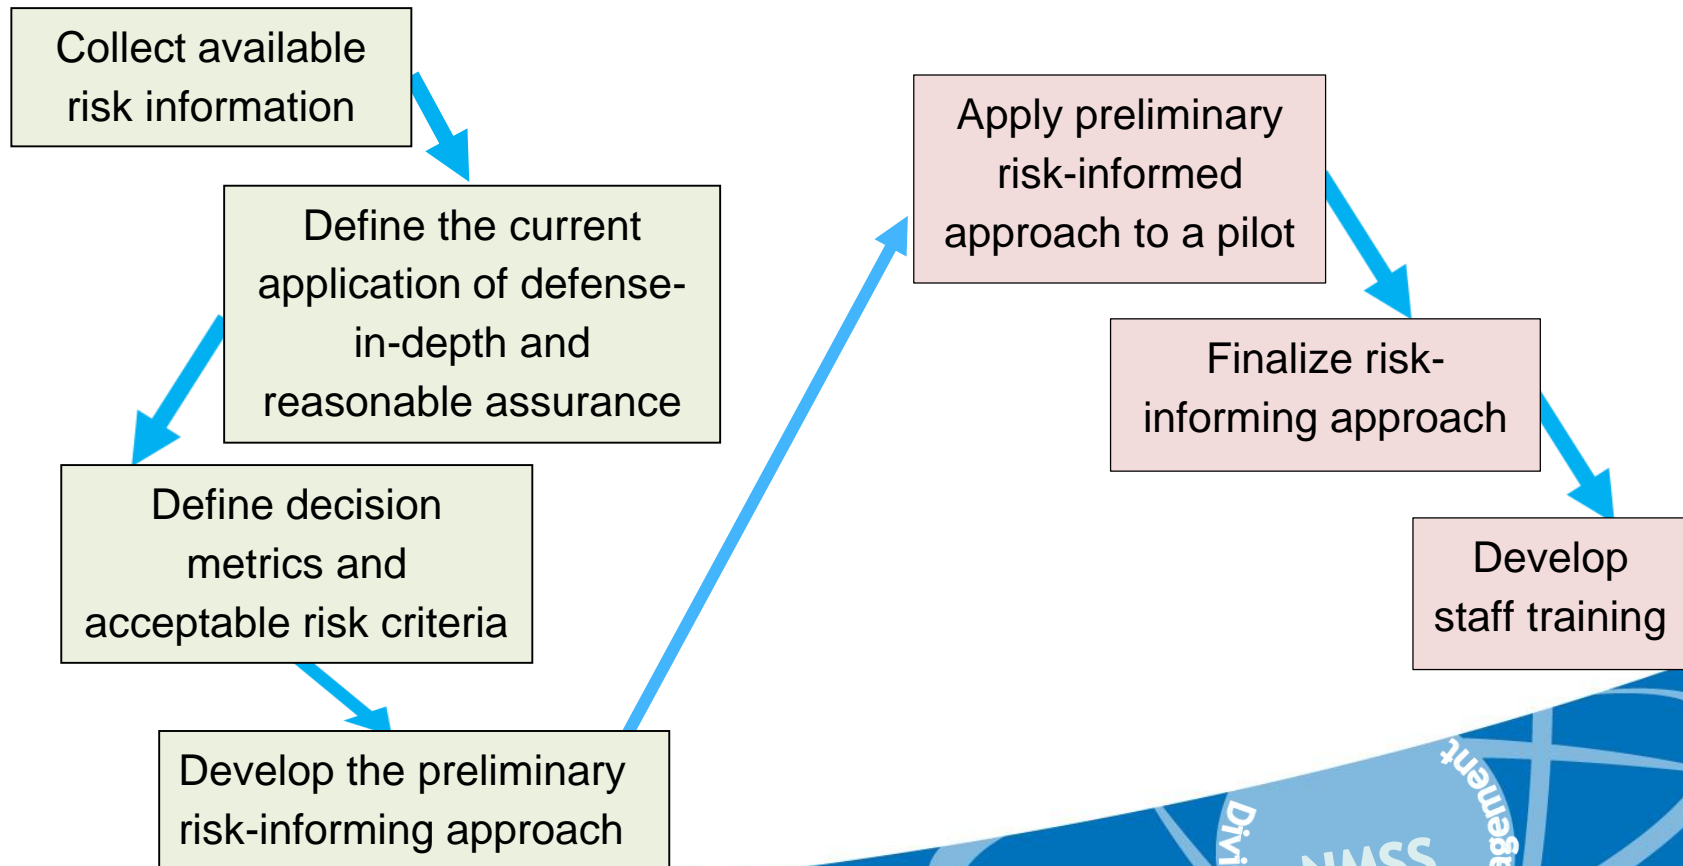 Collect available
risk information
Define the current
application of defense-
in-depth and
reasonable assurance
Define decision
metrics and
acceptable risk criteria
Develop the preliminary
risk-informing approach
Apply preliminary
risk-informed
approach to a pilot
Finalize risk-
informing approach
Develop
staff training
NMSS